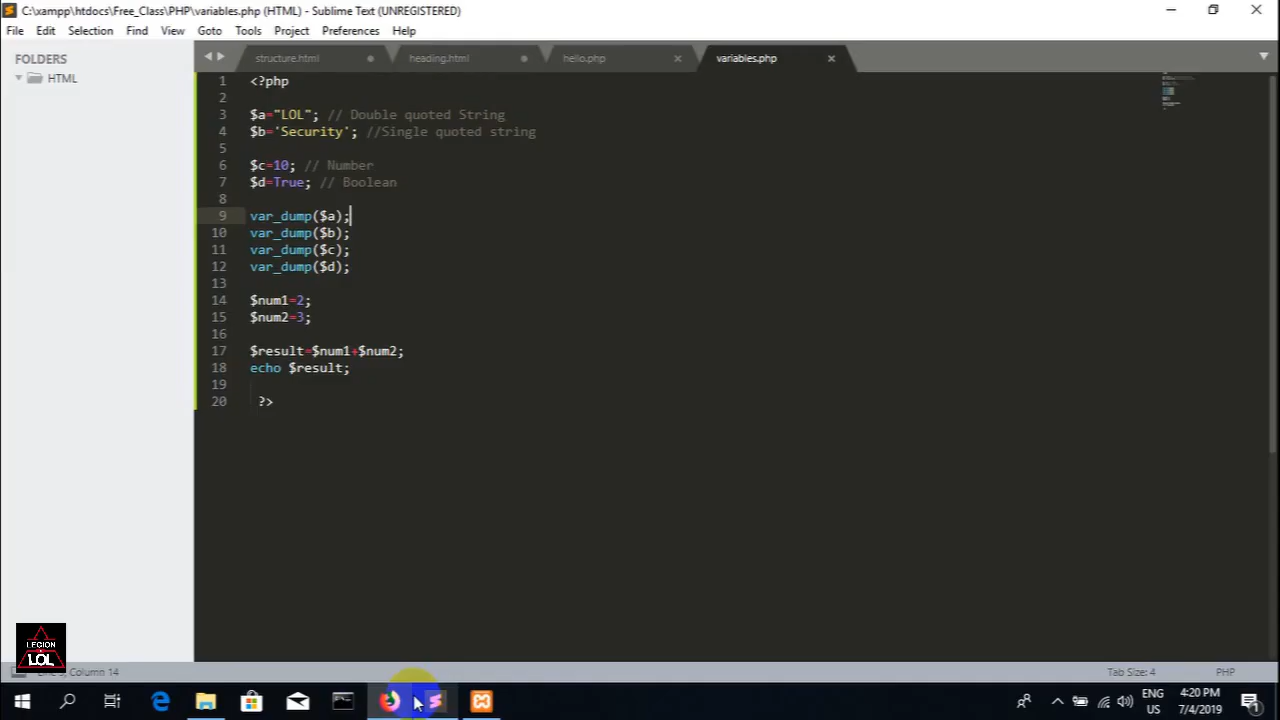 C:\xampp\htdocs\Free_Class\PHP\variables.php (HTML) - Sublime Text (UNREGISTERED)
File Edit Selection View Goto Tools Project Preferences Help
FOLDERS
HTML
structure.html heading.html hello.php variables.php
1 <?php
2
3 $a="LOL"; // Double quoted String
4 $b='Security'; //Single quoted string
5
6 $c=10; // Number
7 $d=True; // Boolean
8
9 var_dump($a);
10 var_dump($b);
11 var_dump($c);
12 var_dump($d);
13
14 $num1=2;
15 $num2=3;
16
17 $result=$num1+$num2;
18 echo $result;
19
20 ?>
LEGION
LOL
Column 14 Tab Size: 4 PHP
ENG
US
4:20 PM
7/4/2019
1